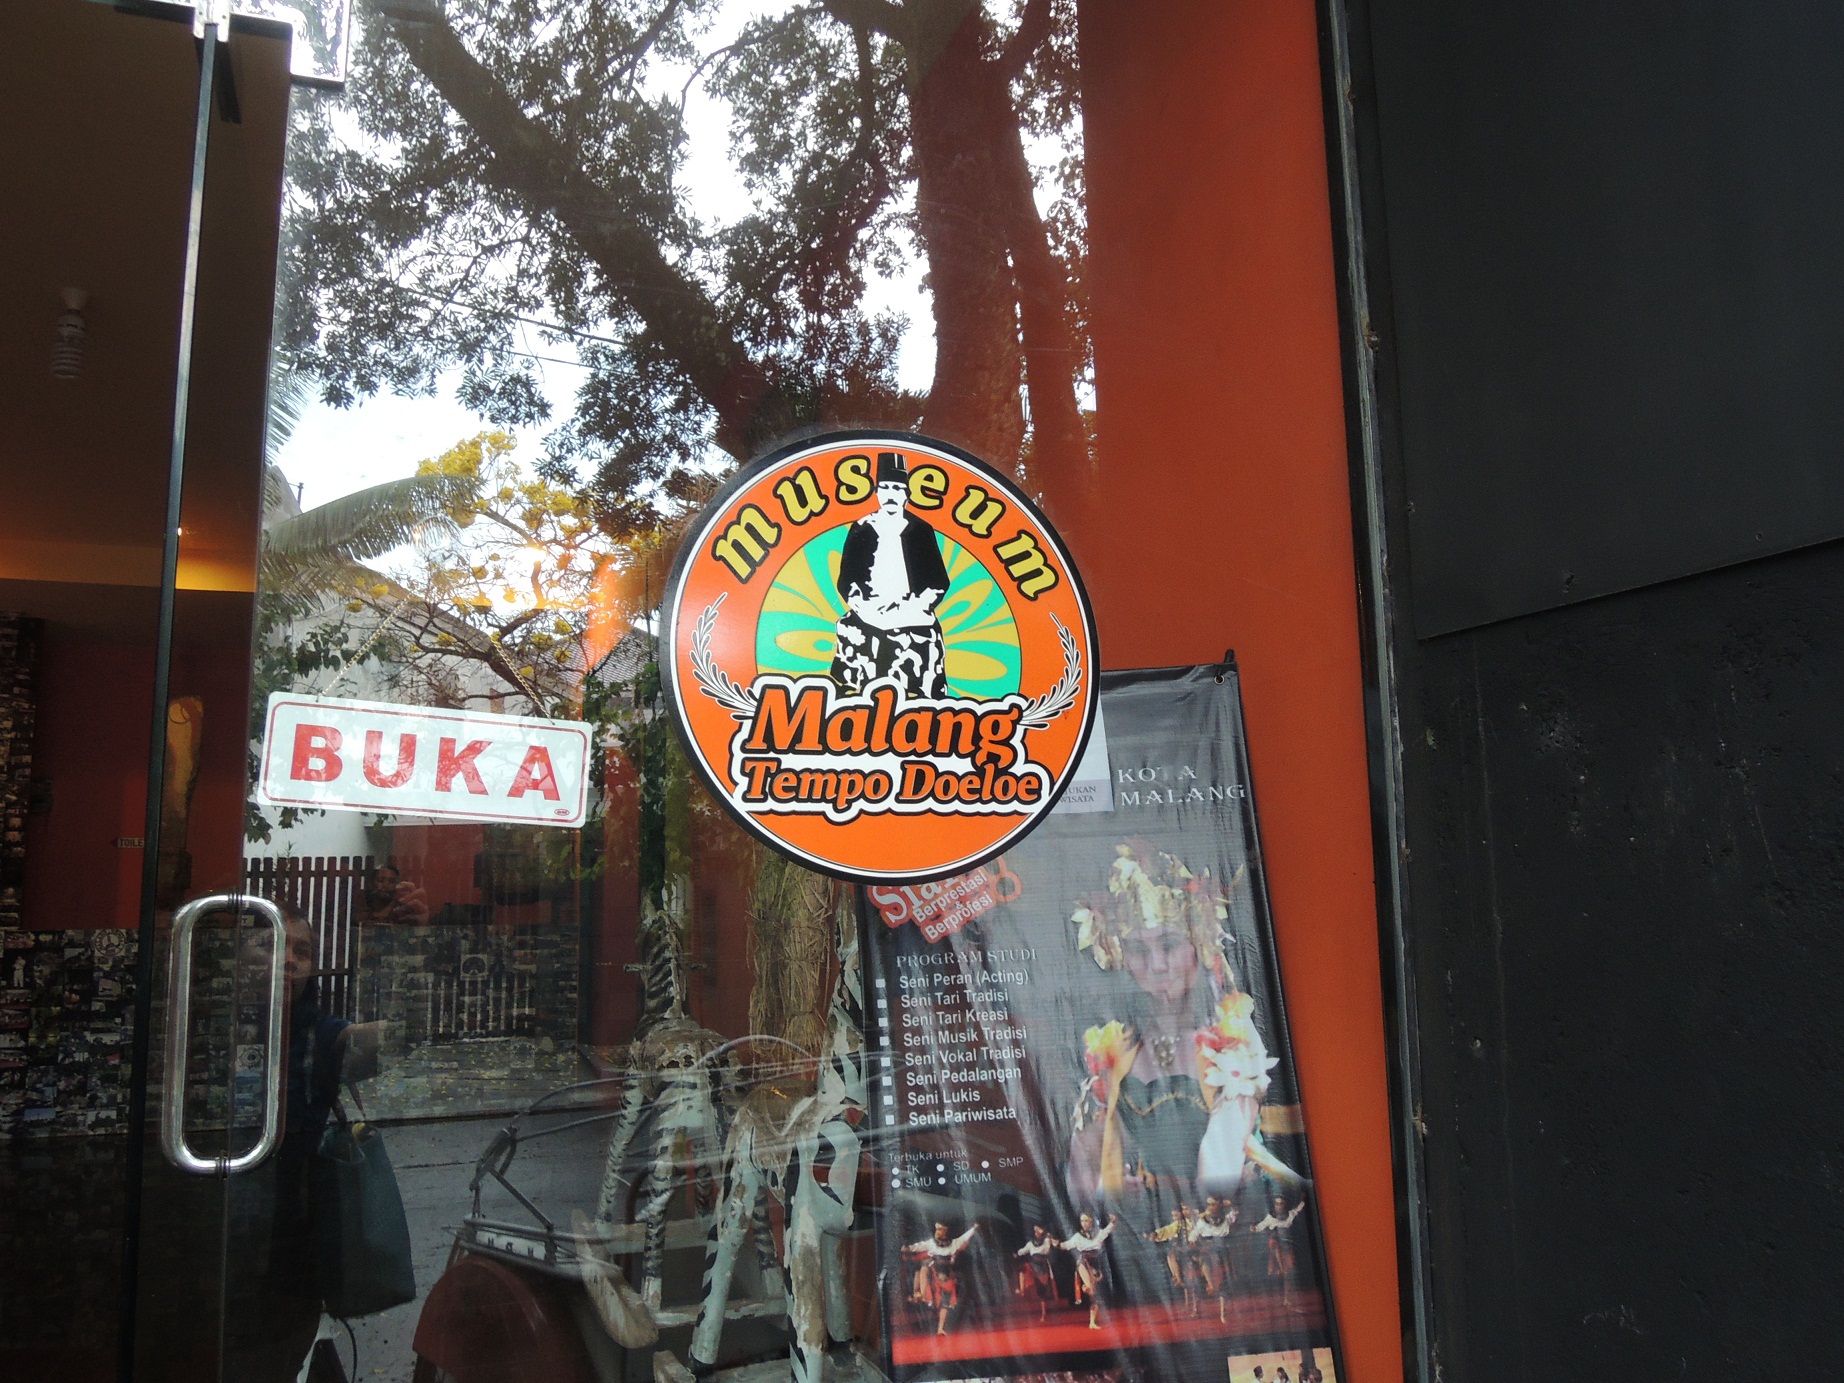 museum
Malang
Tempo Doeloe
BUKA
KOTA
MALANG
Berprestasi
&
Berprofesi
PROGRAM STUDI
Seni Peran (Acting)
Seni Tari Tradisi
Seni Tari Kreasi
Seni Musik Tradisi
Seni Vokal Tradisi
Seni Pedalangan
Seni Lukis
Seni Pariwisata
Terbuka untuk
TK SD SMP
SMU UMUM